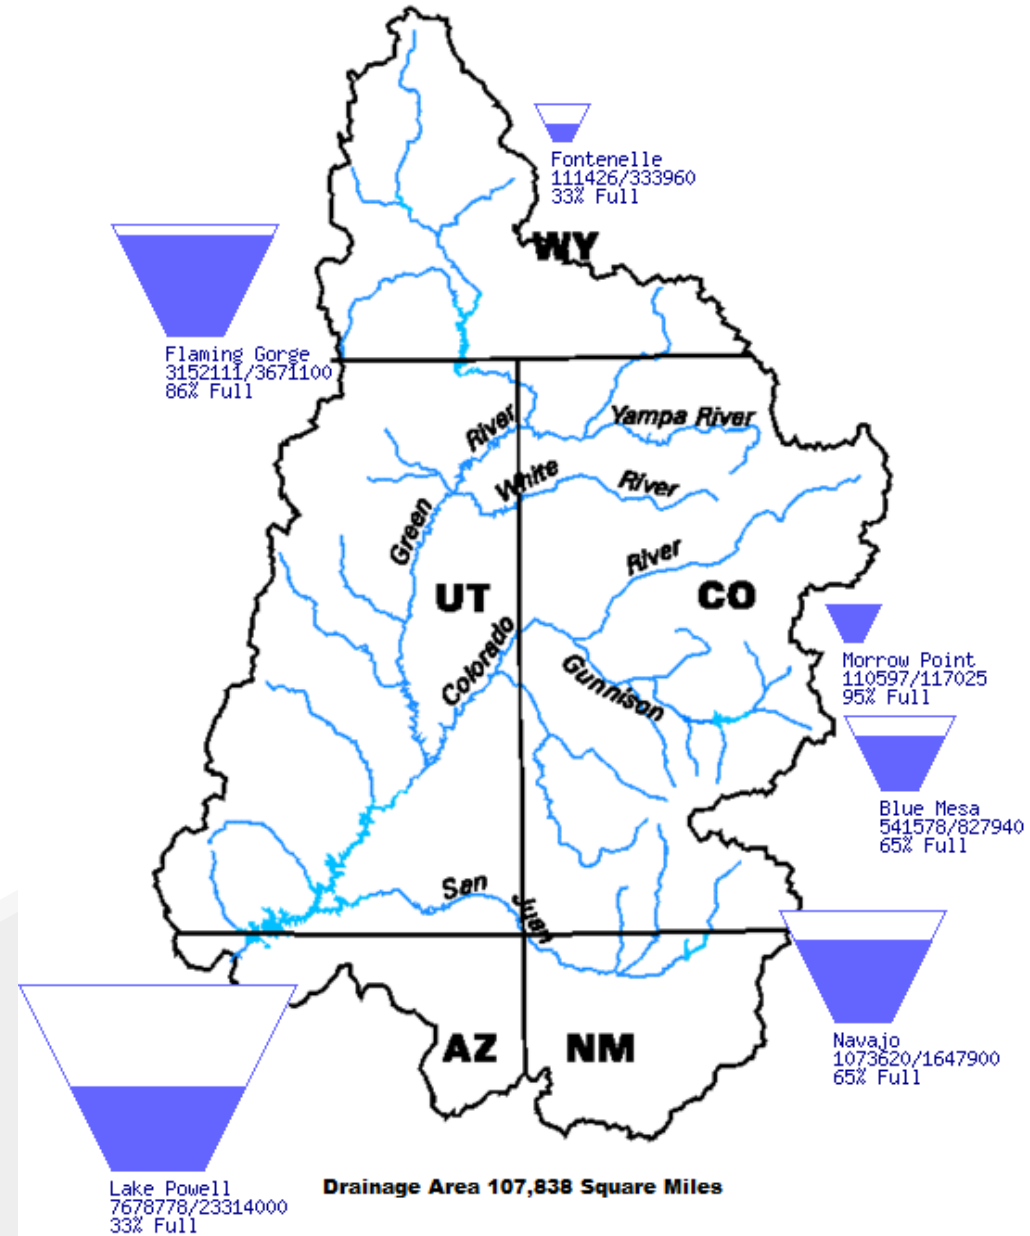 Fontenelle
111426/333960
33% Full
WY
Flaming Gorge
3152111/3671100
86% Full
Yampa River
River
White
River
Green
River
UT
CO
Colorado
Gunnison
Morrow Point
110597/117025
95% Full
Blue Mesa
541578/827940
65% Full
San
Juan
Navajo
1073620/1647900
65% Full
AZ
NM
Lake Powell
7678778/23314000
33% Full
Drainage Area 107,838 Square Miles